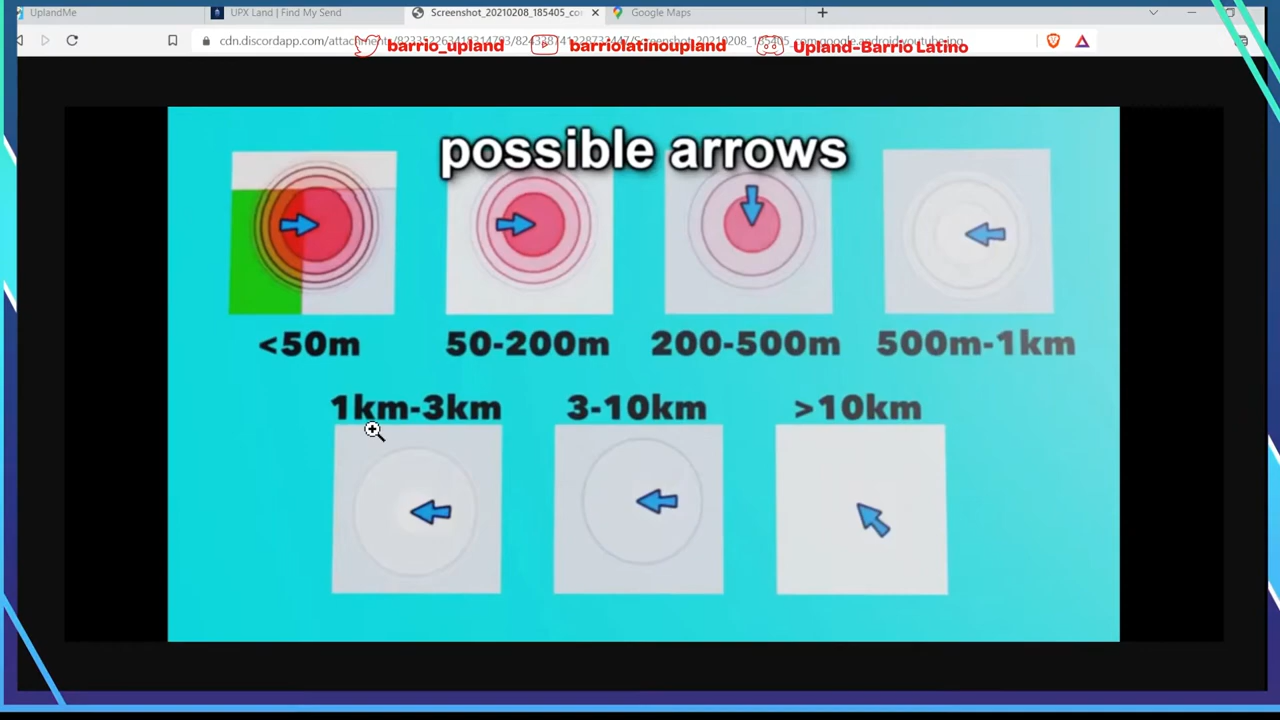 UplandMe
UPX Land | Find My Send
Screenshot_20210208_185405_co
Google Maps
barrio_upland
barriolatinoupland
Upland-Barrio Latino
possible arrows
<50m
50-200m
200-500m
500m-1km
1km-3km
3-10km
>10km